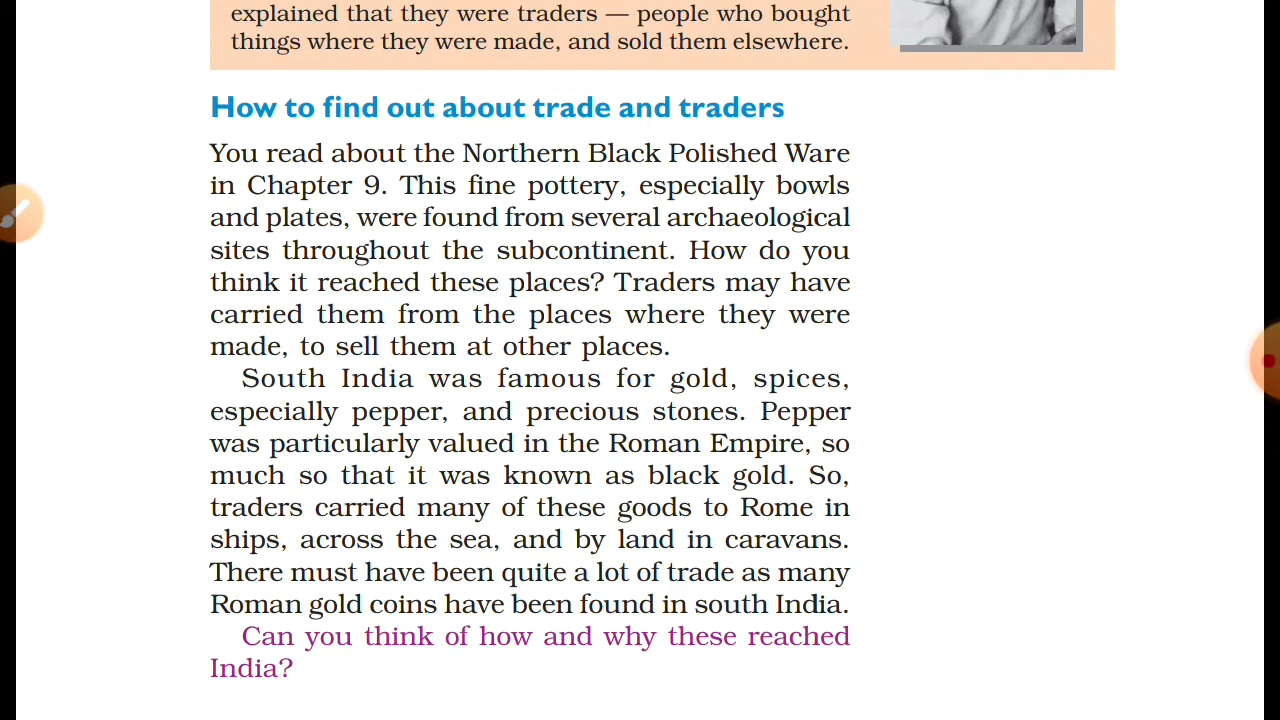 explained that they were traders — people who bought
things where they were made, and sold them elsewhere.
How to find out about trade and traders
You read about the Northern Black Polished Ware
in Chapter 9. This fine pottery, especially bowls
and plates, were found from several archaeological
sites throughout the subcontinent. How do you
think it reached these places? Traders may have
carried them from the places where they were
made, to sell them at other places.
South India was famous for gold, spices,
especially pepper, and precious stones. Pepper
was particularly valued in the Roman Empire, so
much so that it was known as black gold. So,
traders carried many of these goods to Rome in
ships, across the sea, and by land in caravans.
There must have been quite a lot of trade as many
Roman gold coins have been found in south India.
Can you think of how and why these reached
India?